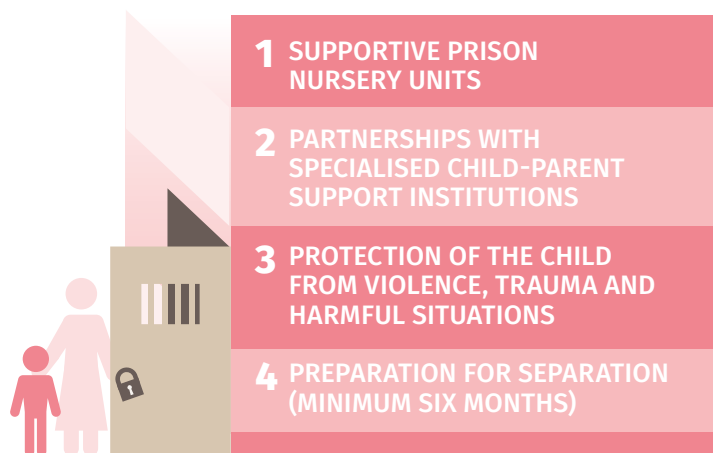 1 SUPPORTIVE PRISON
NURSERY UNITS
2 PARTNERSHIPS WITH
SPECIALISED CHILD-PARENT
SUPPORT INSTITUTIONS
3 PROTECTION OF THE CHILD
FROM VIOLENCE, TRAUMA AND
HARMFUL SITUATIONS
4 PREPARATION FOR SEPARATION
(MINIMUM SIX MONTHS)